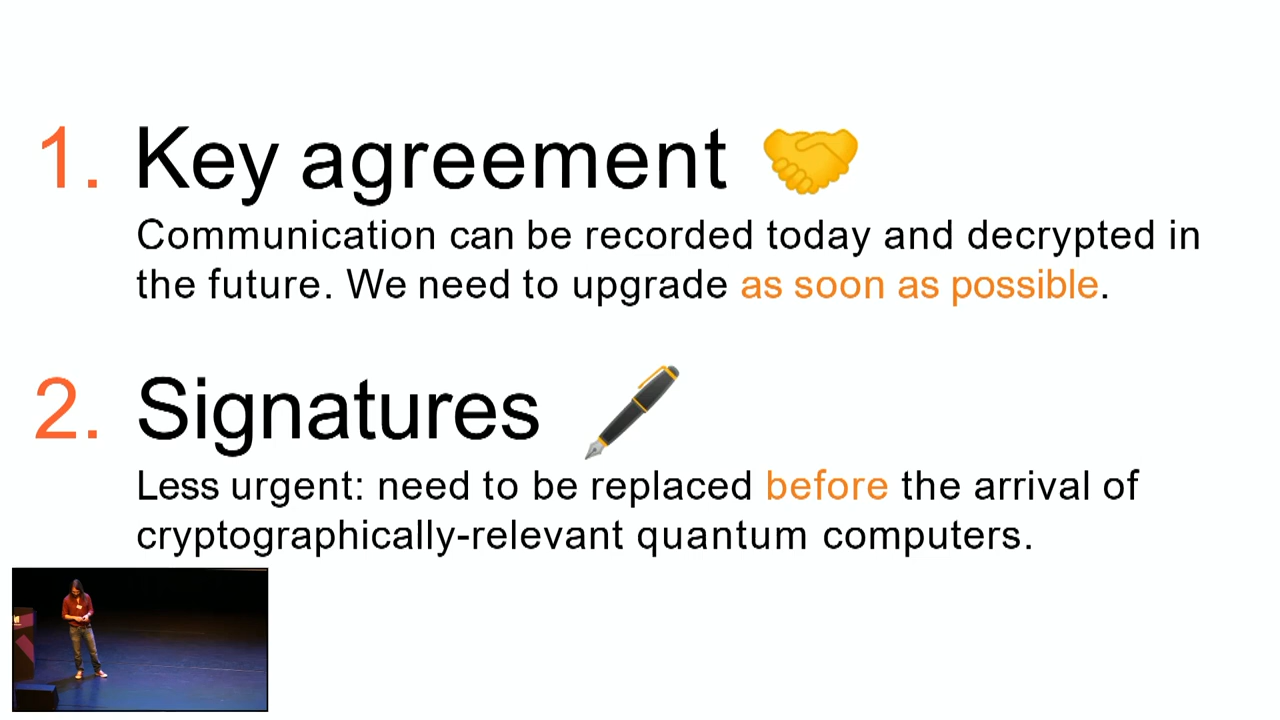 1. Key agreement
Communication can be recorded today and decrypted in
the future. We need to upgrade as soon as possible.
2. Signatures
Less urgent: need to be replaced before the arrival of
cryptographically-relevant quantum computers.